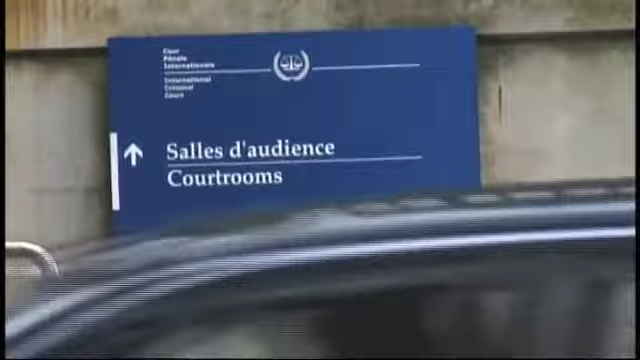 Cour
Pénale
Internationale
International
Criminal
Court
Salles d'audience
Courtrooms